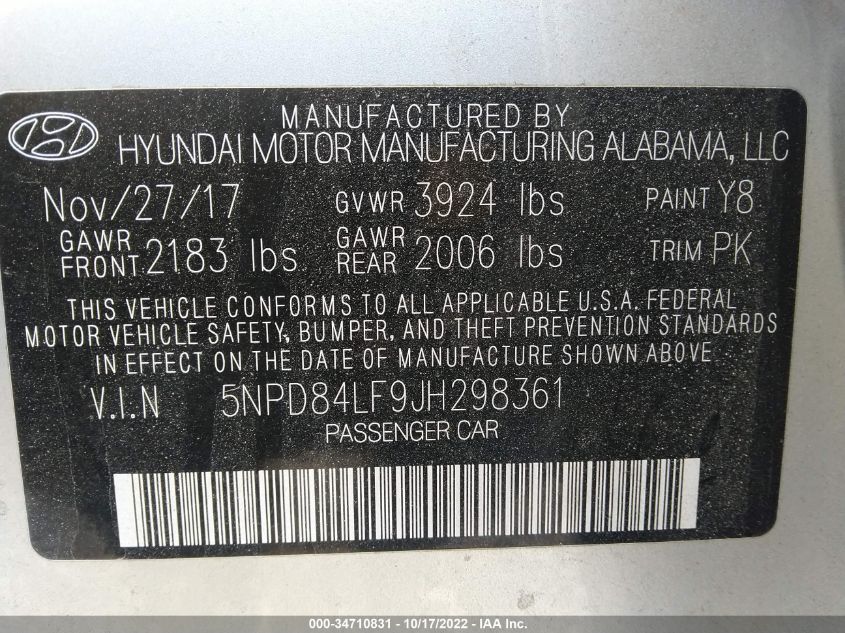 MANUFACTURED BY
HYUNDAI MOTOR MANUFACTURING ALABAMA, LLC
Nov/27/17 GVWR 3924 lbs PAINT Y8
GAWR FRONT 2183 lbs GAWR REAR 2006 lbs TRIM PK
THIS VEHICLE CONFORMS TO ALL APPLICABLE U.S.A. FEDERAL
MOTOR VEHICLE SAFETY, BUMPER, AND THEFT PREVENTION STANDARDS
IN EFFECT ON THE DATE OF MANUFACTURE SHOWN ABOVE
V.I.N 5NPD84LF9JH298361
PASSENGER CAR
000-34710831 - 10/17/2022 - IAA Inc.